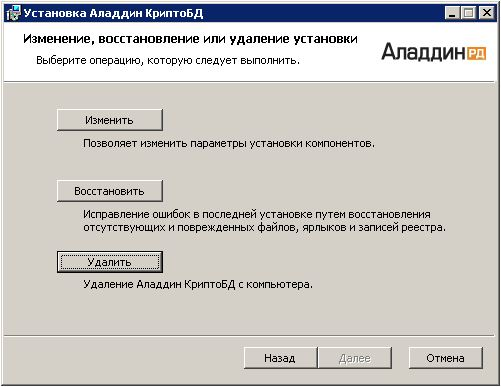 Установка Аладдин КриптоБД
Изменение, восстановление или удаление установки
Выберите операцию, которую следует выполнить.
Аладдин РД
Изменить
Позволяет изменить параметры установки компонентов.
Восстановить
Исправление ошибок в последней установке путем восстановления
отсутствующих и поврежденных файлов, ярлыков и записей реестра.
Удалить
Удаление Аладдин КриптоБД с компьютера.
Назад
Далее
Отмена